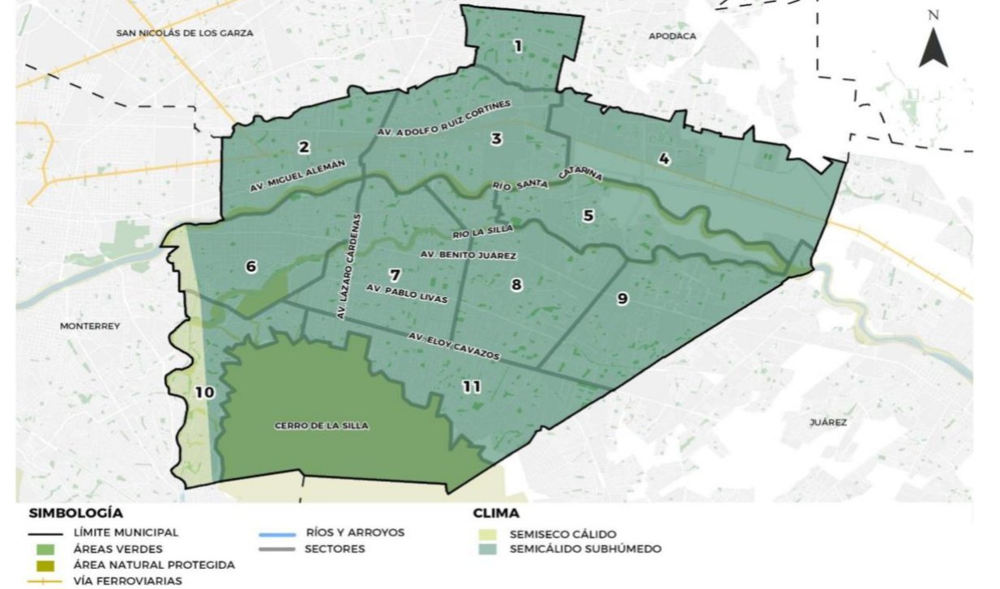 N
SAN NICOLÁS DE LOS GARZA
APODACA
1
AV. ADOLFO RUIZ CORTINES
2
3
4
AV. MIGUEL ALEMÁN
RÍO SANTA CATARINA
5
RIO LA SILLA
AV. BENITO JUÁREZ
6
AV. LÁZARO CÁRDENAS
7
8
AV. PABLO LIVAS
9
MONTERREY
AV. ELOY CAVAZOS
10
11
CERRO DE LA SILLA
JUÁREZ
SIMBOLOGÍA
LÍMITE MUNICIPAL
ÁREAS VERDES
ÁREA NATURAL PROTEGIDA
VÍA FERROVIARIAS
RÍOS Y ARROYOS
SECTORES
CLIMA
SEMISECO CÁLIDO
SEMICÁLIDO SUBHÚMEDO